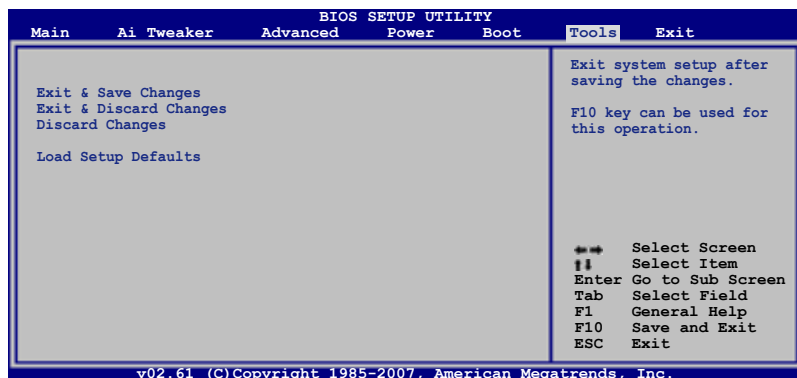 BIOS SETUP UTILITY
Main Ai Tweaker Advanced Power Boot Tools Exit
Exit & Save Changes
Exit & Discard Changes
Discard Changes
Load Setup Defaults
Exit system setup after
saving the changes.
F10 key can be used for
this operation.
←→ Select Screen
↑↓ Select Item
Enter Go to Sub Screen
Tab Select Field
F1 General Help
F10 Save and Exit
ESC Exit
v02.61 (C)Copyright 1985-2007, American Megatrends, Inc.